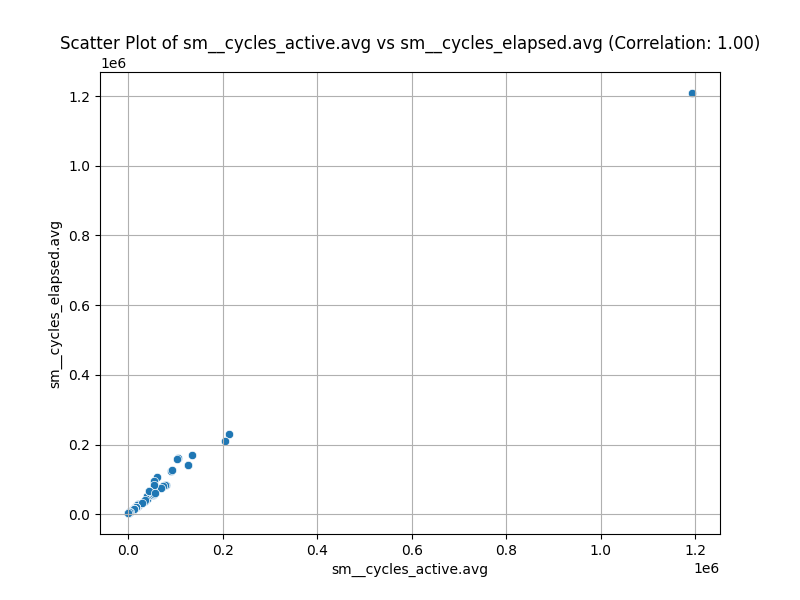 Scatter Plot of sm__cycles_active.avg vs sm__cycles_elapsed.avg (Correlation: 1.00)
1e6
1.2
1.0
0.8
0.6
0.4
0.2
0.0
sm__cycles_elapsed.avg
0.0 0.2 0.4 0.6 0.8 1.0 1.2
sm__cycles_active.avg
1e6